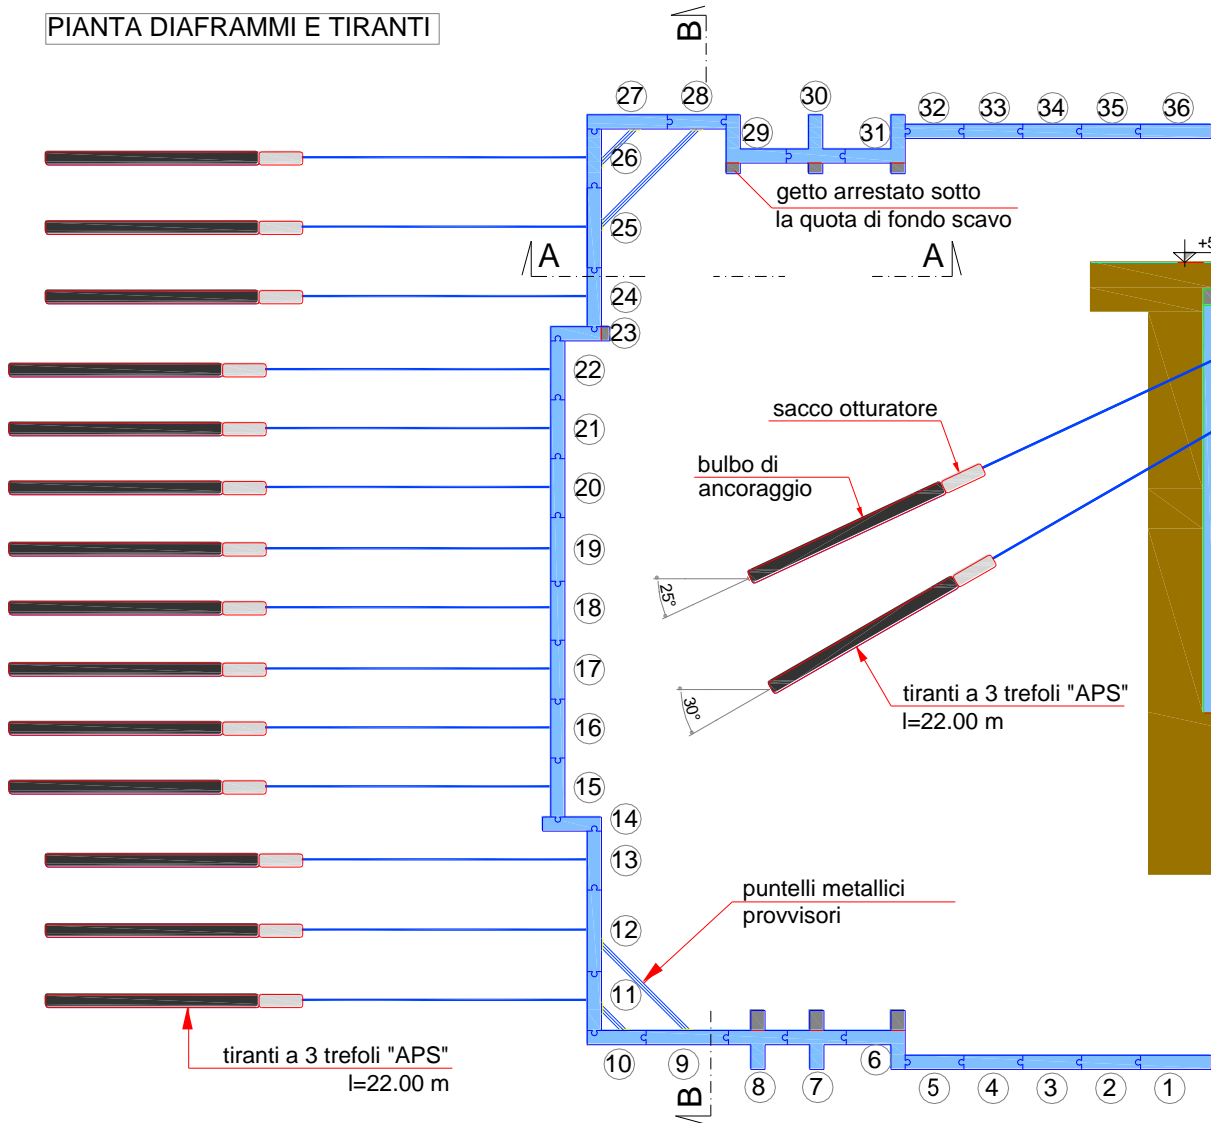 PIANTA DIAFRAMMI E TIRANTI
B
27
28
30
32
33
34
35
36
29
31
26
getto arrestato sotto
la quota di fondo scavo
25
A
A
+5
24
23
22
sacco otturatore
21
bulbo di
ancoraggio
20
19
25°
18
17
tiranti a 3 trefoli "APS"
l=22.00 m
30°
16
15
14
13
puntelli metallici
provvisori
12
11
tiranti a 3 trefoli "APS"
l=22.00 m
10
9
8
7
6
5
4
3
2
1
B